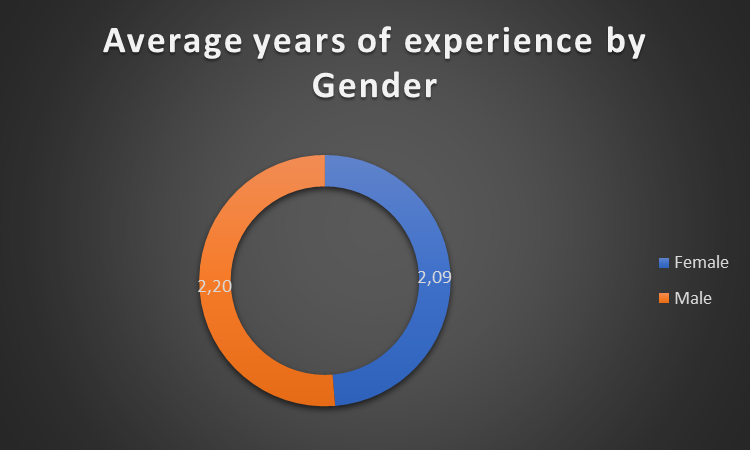 Average years of experience by
Gender
2,20
2,09
Female
Male